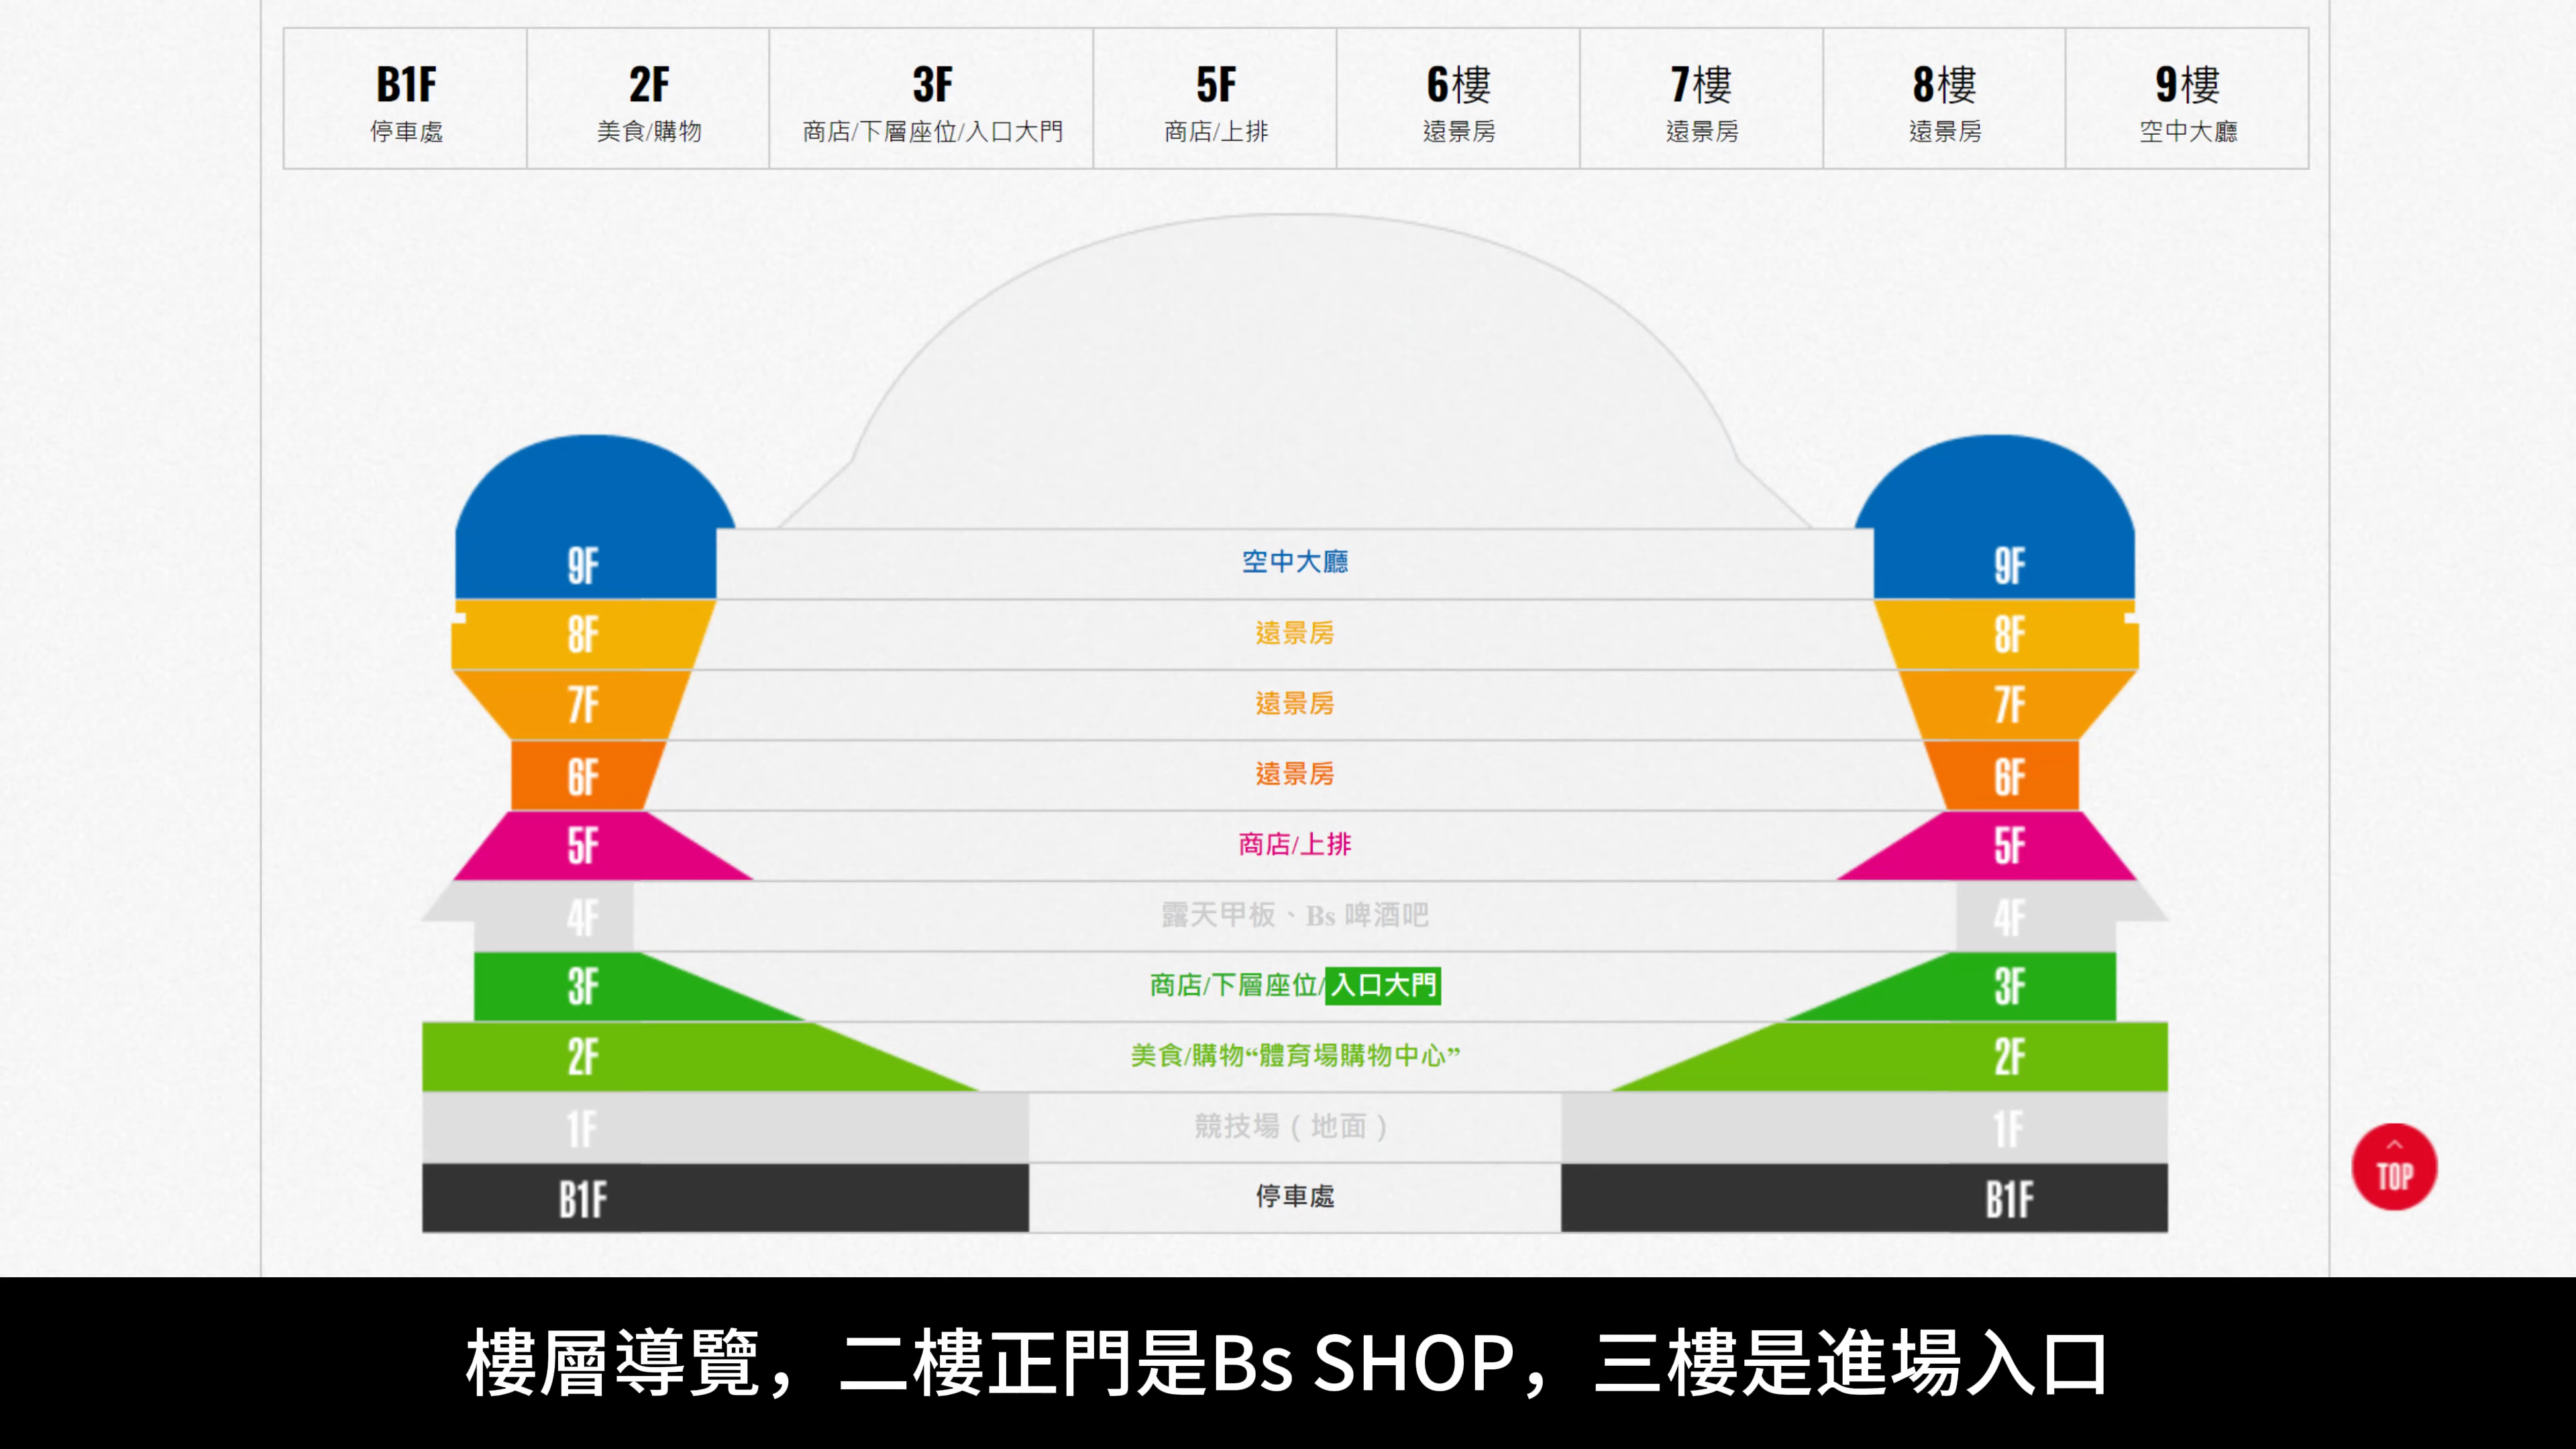 B1F 2F 3F 5F 6樓 7樓 8樓 9樓
停車處 美食/購物 商店/下層座位/入口大門 商店/上排 遠景房 遠景房 遠景房 空中大廳
9F 空中大廳 9F
8F 遠景房 8F
7F 遠景房 7F
6F 遠景房 6F
5F 商店/上排 5F
4F 露天甲板、Bs 啤酒吧 4F
3F 商店/下層座位/入口大門 3F
2F 美食/購物“體育場購物中心” 2F
1F 競技場（地面） 1F
B1F 停車處 B1F
TOP
樓層導覽，二樓正門是Bs SHOP，三樓是進場入口